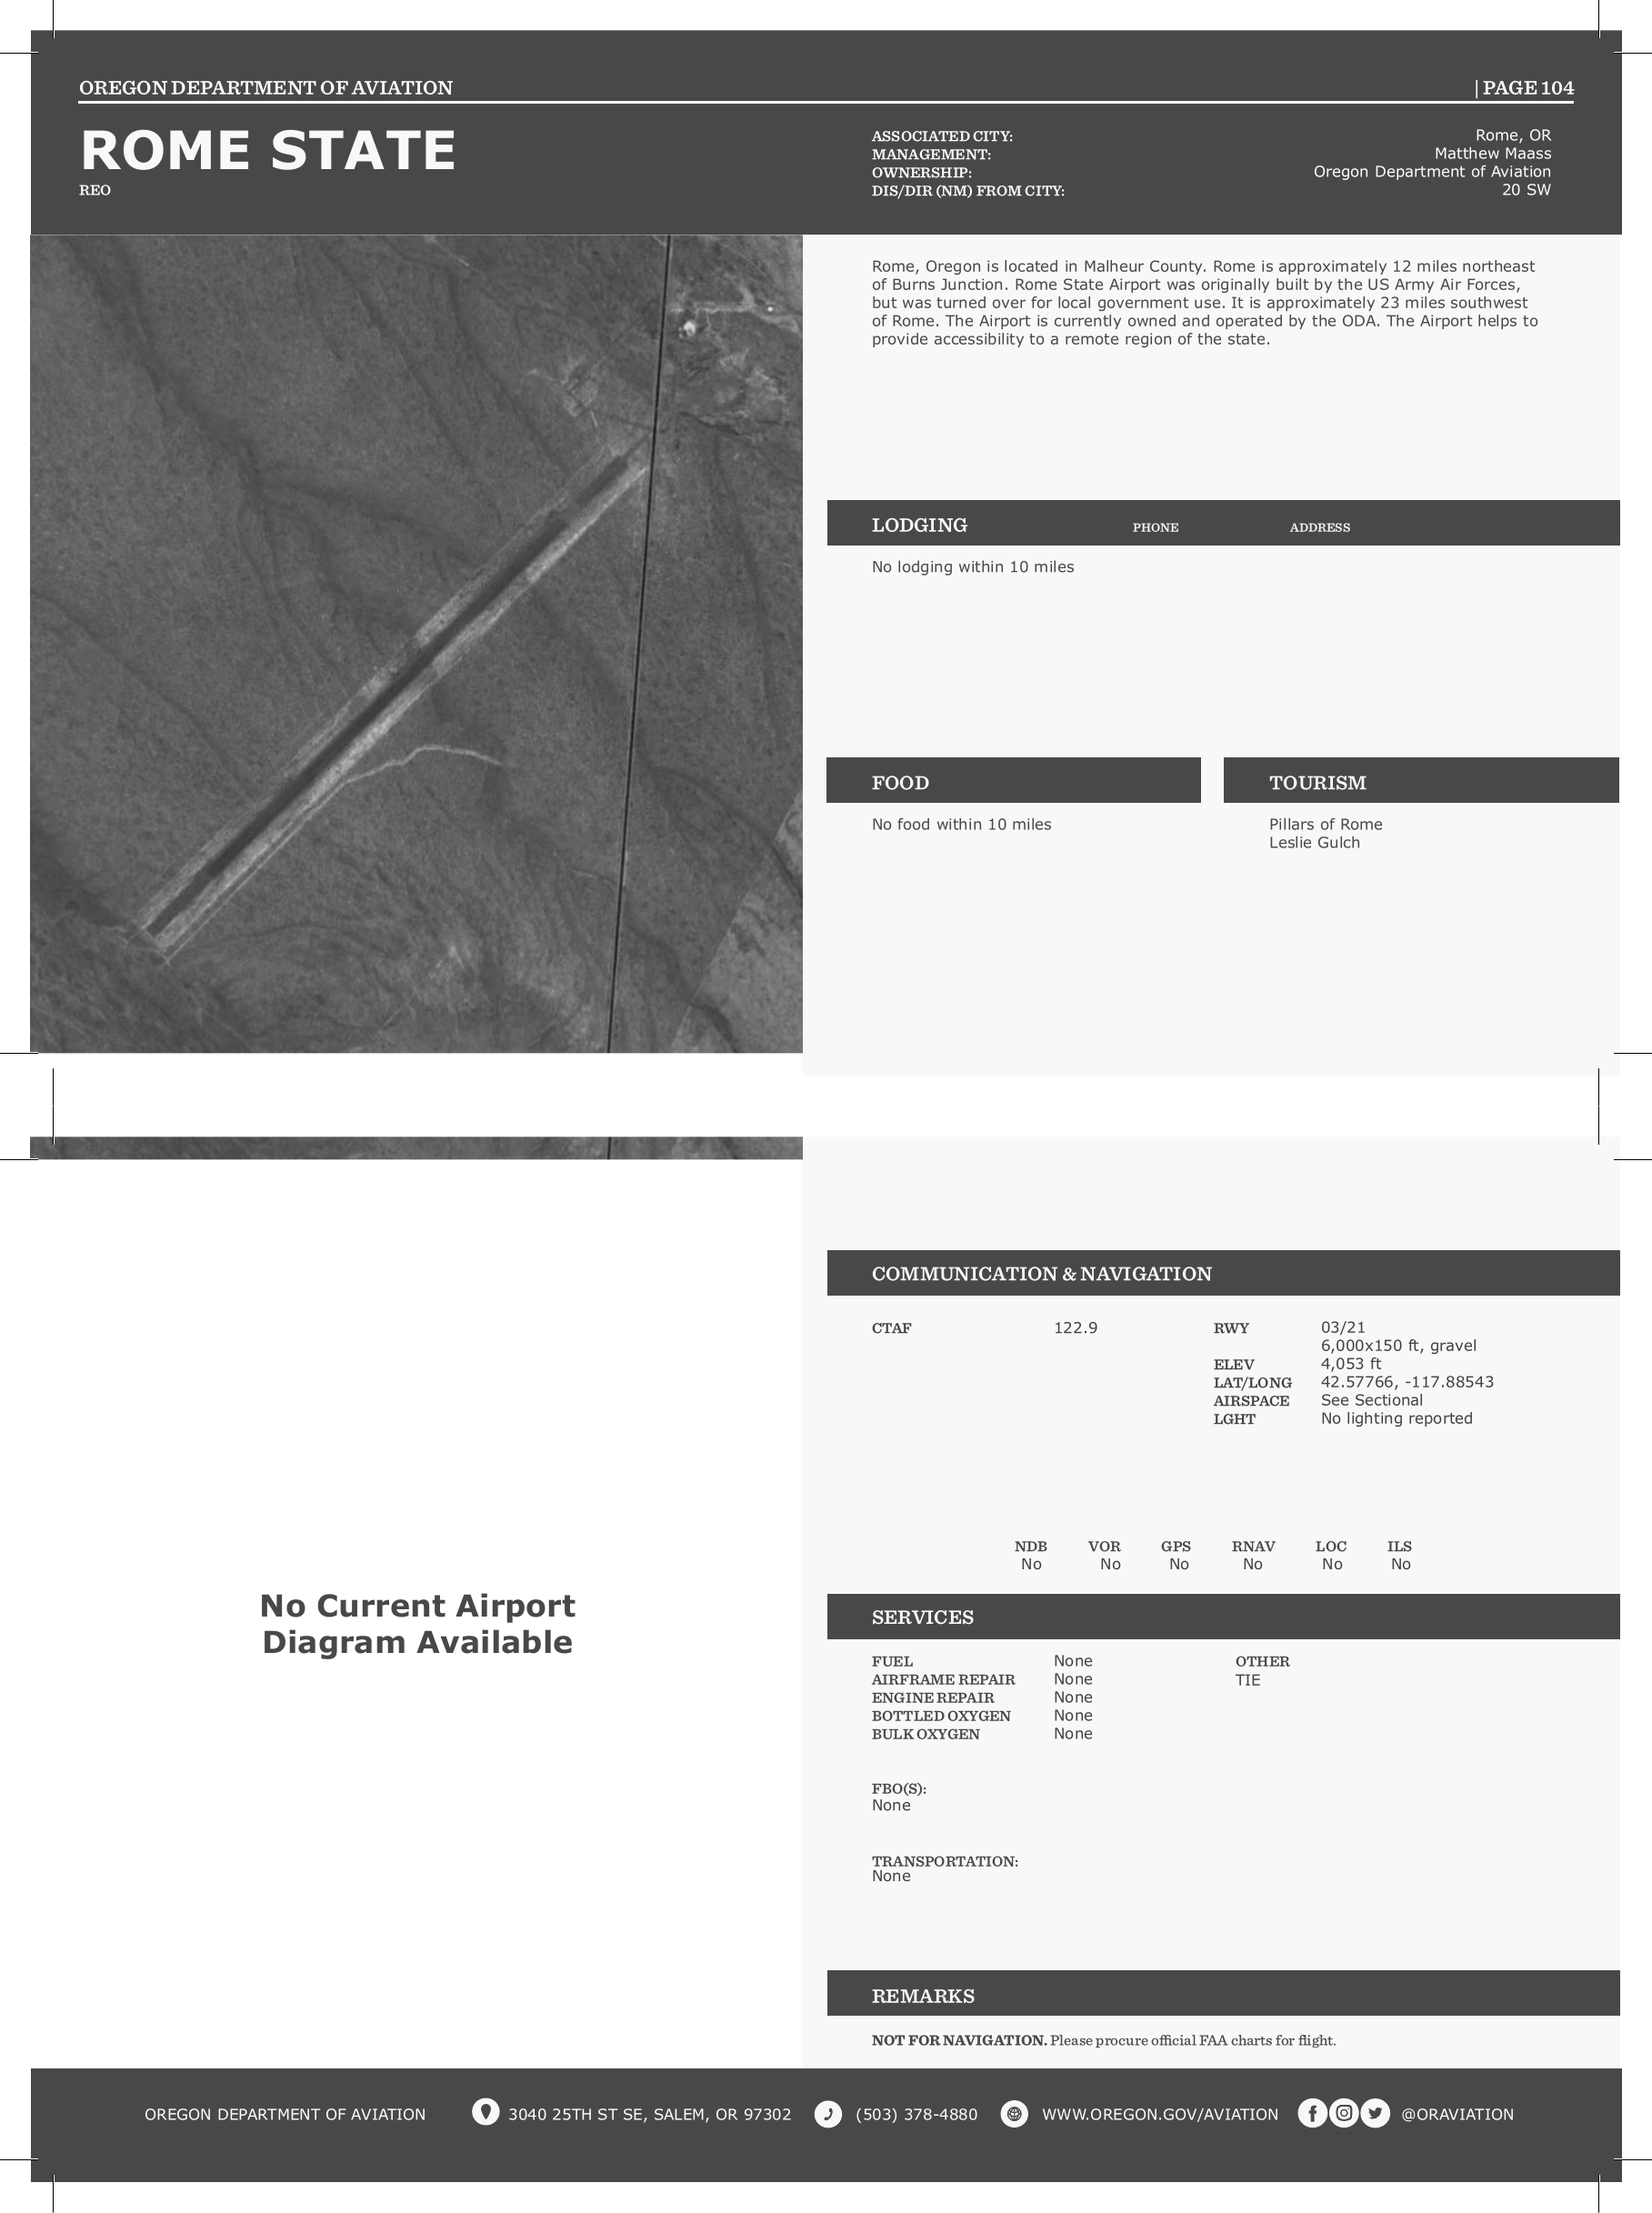 OREGON DEPARTMENT OF AVIATION
| PAGE 104
ROME STATE
REO
ASSOCIATED CITY: Rome, OR
MANAGEMENT: Matthew Maass
OWNERSHIP: Oregon Department of Aviation
DIS/DIR (NM) FROM CITY: 20 SW
Rome, Oregon is located in Malheur County. Rome is approximately 12 miles northeast
of Burns Junction. Rome State Airport was originally built by the US Army Air Forces,
but was turned over for local government use. It is approximately 23 miles southwest
of Rome. The Airport is currently owned and operated by the ODA. The Airport helps to
provide accessibility to a remote region of the state.
LODGING PHONE ADDRESS
No lodging within 10 miles
FOOD
No food within 10 miles
TOURISM
Pillars of Rome
Leslie Gulch
No Current Airport
Diagram Available
COMMUNICATION & NAVIGATION
CTAF 122.9
RWY 03/21
6,000x150 ft, gravel
ELEV 4,053 ft
LAT/LONG 42.57766, -117.88543
AIRSPACE See Sectional
LGHT No lighting reported
NDB VOR GPS RNAV LOC ILS
No No No No No No
SERVICES
FUEL None
AIRFRAME REPAIR None
ENGINE REPAIR None
BOTTLED OXYGEN None
BULK OXYGEN None
OTHER
TIE
FBO(S):
None
TRANSPORTATION:
None
REMARKS
NOT FOR NAVIGATION. Please procure official FAA charts for flight.
OREGON DEPARTMENT OF AVIATION 3040 25TH ST SE, SALEM, OR 97302 (503) 378-4880 WWW.OREGON.GOV/AVIATION @ORAVIATION